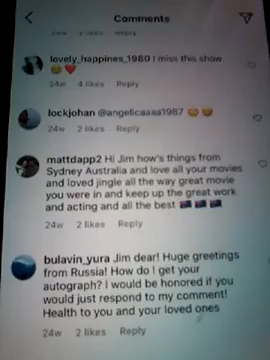 Comments
24w 2 likes Reply
lovely_happines_1980 I miss this show
😊❤️
24w 4 likes Reply
lockjohan @angelicaaaa1987 😊 😊
24w 2 likes Reply
mattdapp2 Hi Jim how's things from
Sydney Australia and love all your movies
and loved jingle all the way great movie
you were in and keep up the great work
and acting and all the best 🇦🇺 🇦🇺 🇦🇺
24w 2 likes Reply
bulavin_yura Jim dear! Huge greetings
from Russia! How do I get your
autograph? I would be honored if you
would just respond to my comment!
Health to you and your loved ones
24w 2 likes Reply